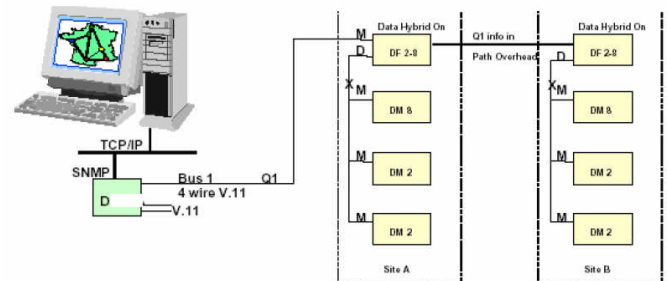 Data Hybrid On
Data Hybrid On
M
Q1 info in
D
DF 2-8
Path Overhead
D
DF 2-8
X
M
DM 8
X
M
DM 8
TCP/IP
SNMP
Bus 1
Q1
4 wire V.11
D
V.11
M
DM 2
M
DM 2
M
DM 2
M
DM 2
Site A
Site B